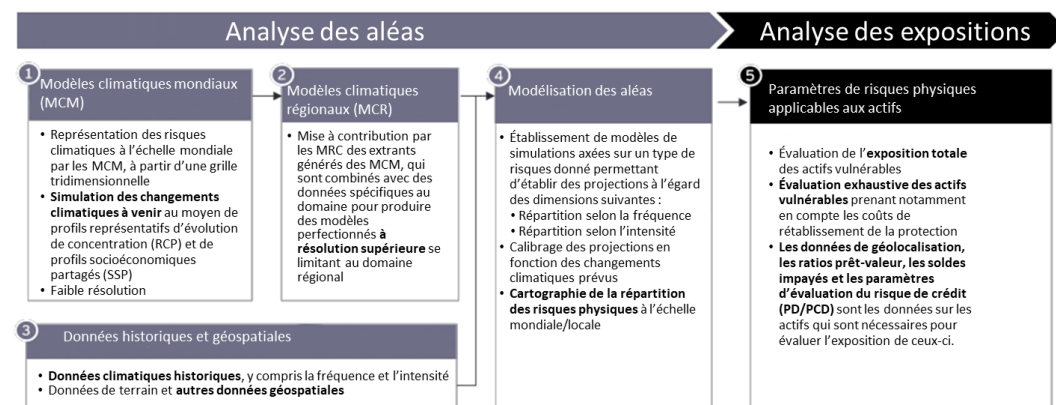 Analyse des aléas
Analyse des expositions
1
Modèles climatiques mondiaux
(MCM)
• Représentation des risques
climatiques à l'échelle mondiale
par les MCM, à partir d'une grille
tridimensionnelle
• Simulation des changements
climatiques à venir au moyen de
profils représentatifs d'évolution
de concentration (RCP) et de
profils socioéconomiques
partagés (SSP)
• Faible résolution
2
Modèles climatiques
régionaux (MCR)
• Mise à contribution par
les MRC des extrants
générés des MCM, qui
sont combinés avec des
données spécifiques au
domaine pour produire
des modèles
perfectionnés à
résolution supérieure se
limitant au domaine
régional
3
Données historiques et géospatiales
• Données climatiques historiques, y compris la fréquence et l'intensité
• Données de terrain et autres données géospatiales
4
Modélisation des aléas
• Établissement de modèles de
simulations axées sur un type de
risques donné permettant
d'établir des projections à l'égard
des dimensions suivantes :
• Répartition selon la fréquence
• Répartition selon l'intensité
• Calibrage des projections en
fonction des changements
climatiques prévus
• Cartographie de la répartition
des risques physiques à l'échelle
mondiale/locale
5
Paramètres de risques physiques
applicables aux actifs
• Évaluation de l'exposition totale
des actifs vulnérables
• Évaluation exhaustive des actifs
vulnérables prenant notamment
en compte les coûts de
rétablissement de la protection
• Les données de géolocalisation,
les ratios prêt-valeur, les soldes
impayés et les paramètres
d'évaluation du risque de crédit
(PD/PCD) sont les données sur les
actifs qui sont nécessaires pour
évaluer l'exposition de ceux-ci.